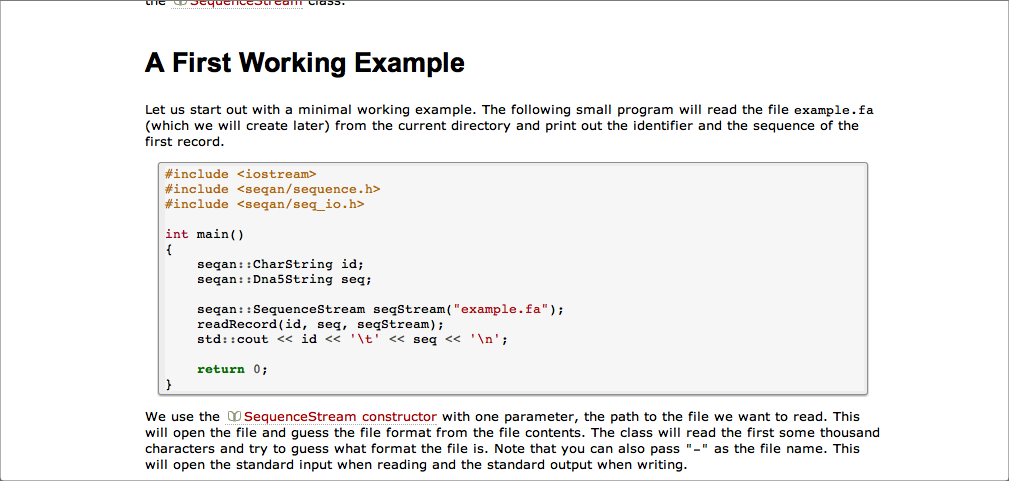 the SequenceStream class.
A First Working Example
Let us start out with a minimal working example. The following small program will read the file example.fa
(which we will create later) from the current directory and print out the identifier and the sequence of the
first record.
#include <iostream>
#include <seqan/sequence.h>
#include <seqan/seq_io.h>
int main()
{
    seqan::CharString id;
    seqan::Dna5String seq;
    seqan::SequenceStream seqStream("example.fa");
    readRecord(id, seq, seqStream);
    std::cout << id << '\t' << seq << '\n';
    return 0;
}
We use the SequenceStream constructor with one parameter, the path to the file we want to read. This
will open the file and guess the file format from the file contents. The class will read the first some thousand
characters and try to guess what format the file is. Note that you can also pass "-" as the file name. This
will open the standard input when reading and the standard output when writing.